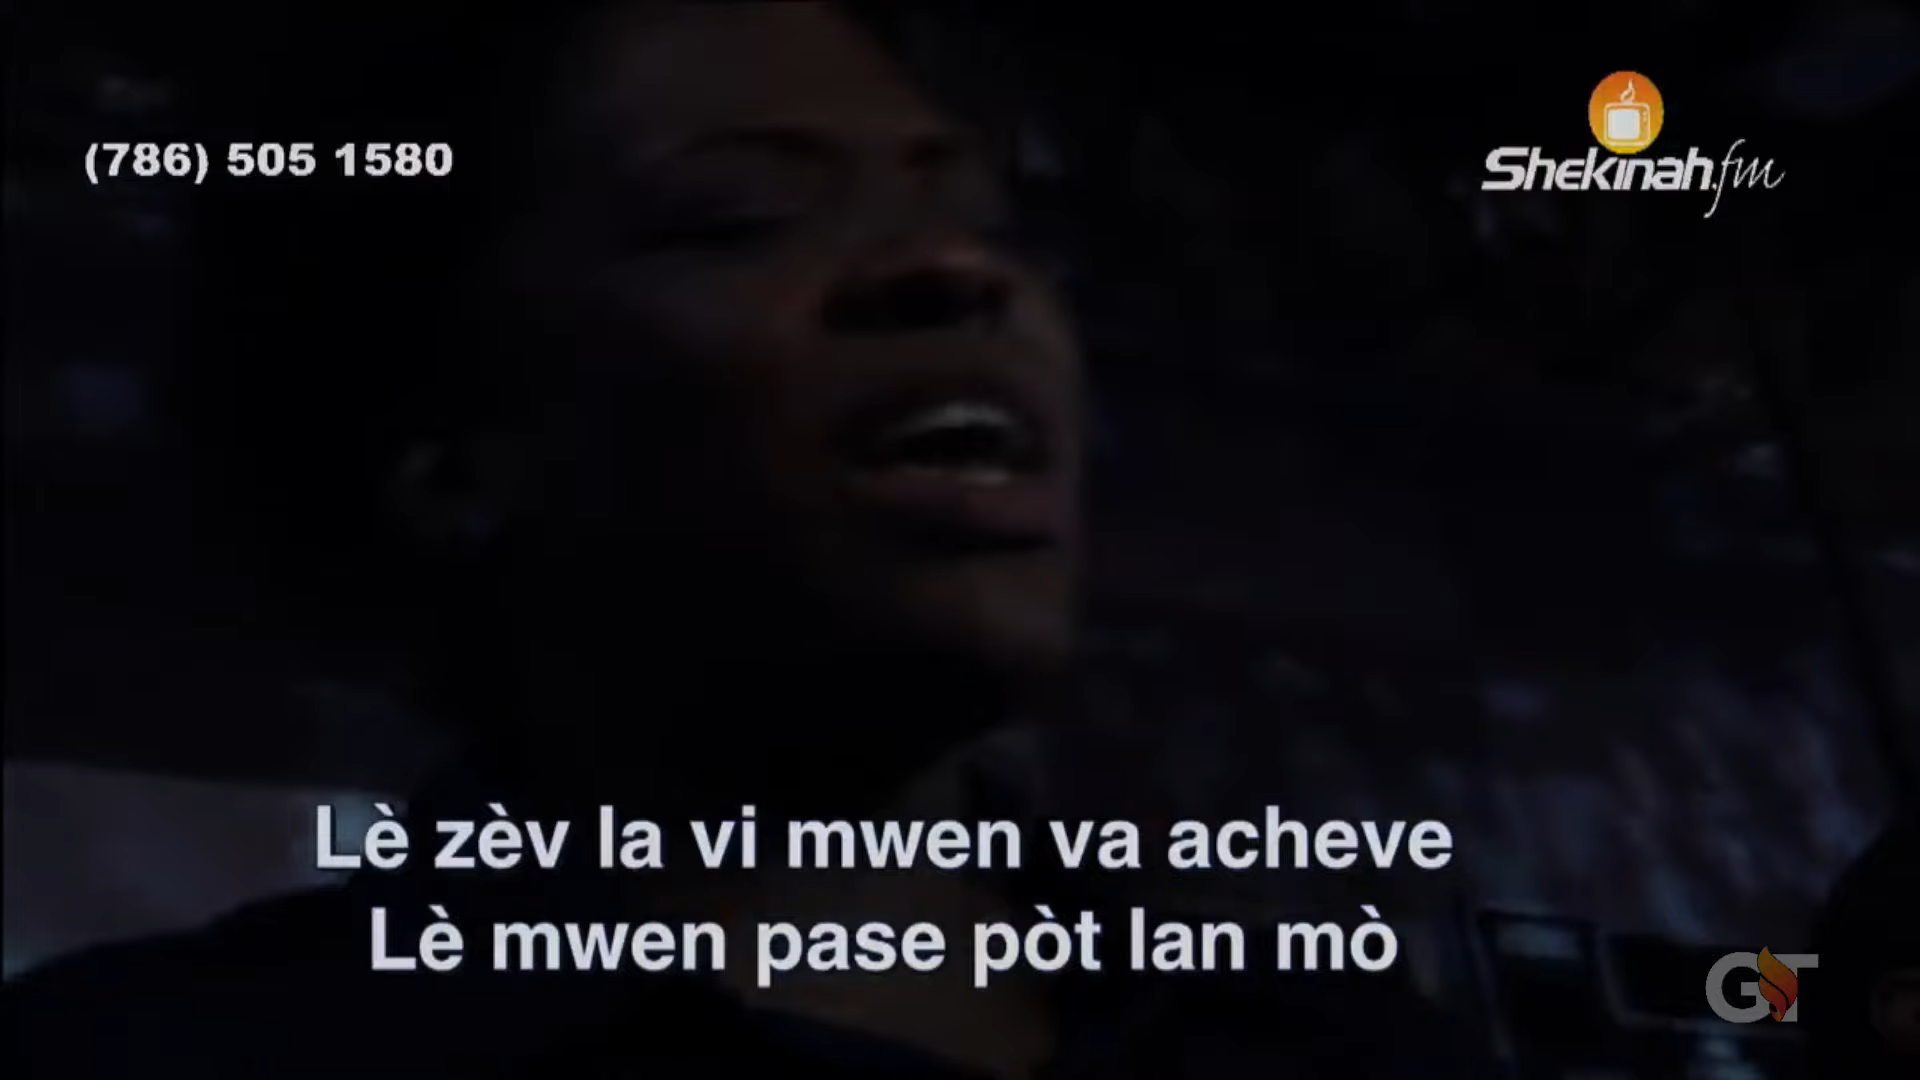 (786) 505 1580
Shekinah.fm
Lè zèv la vi mwen va acheve
Lè mwen pase pòt lan mò
GT